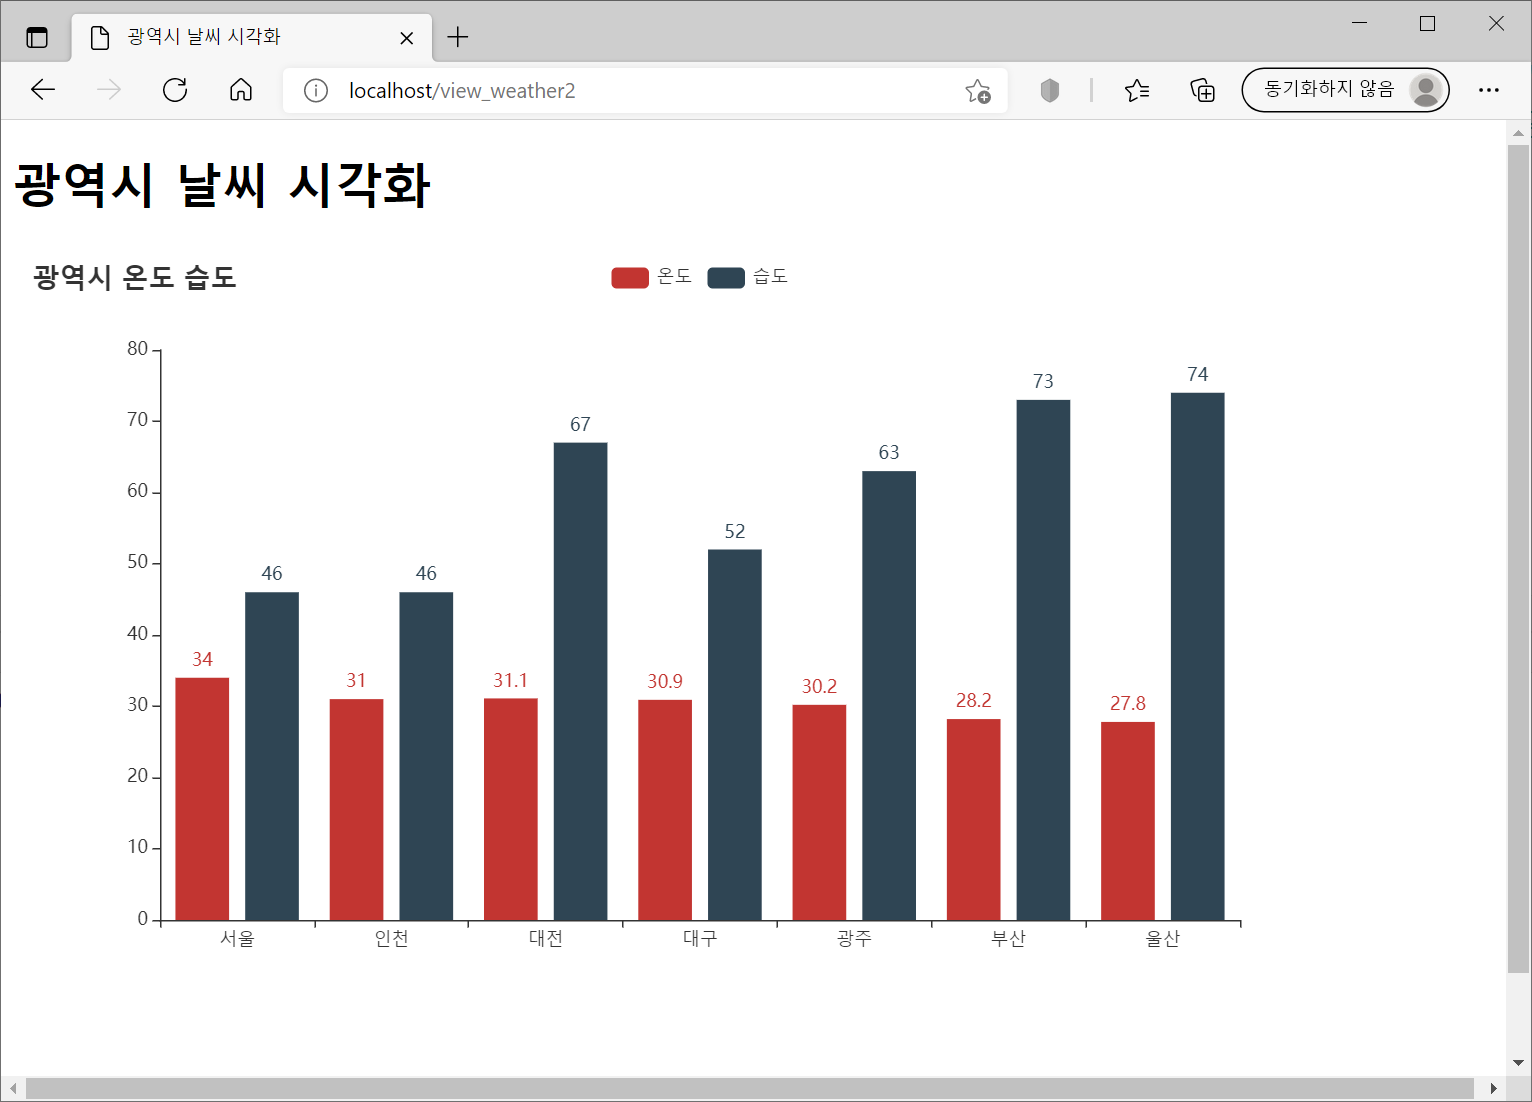 광역시 날씨 시각화
localhost/view_weather2
동기화하지 않음
광역시 날씨 시각화
광역시 온도 습도
온도 습도
80
70
60
50
40
30
20
10
0
34 46 31 46 31.1 67 30.9 52 30.2 63 28.2 73 27.8 74
서울 인천 대전 대구 광주 부산 울산